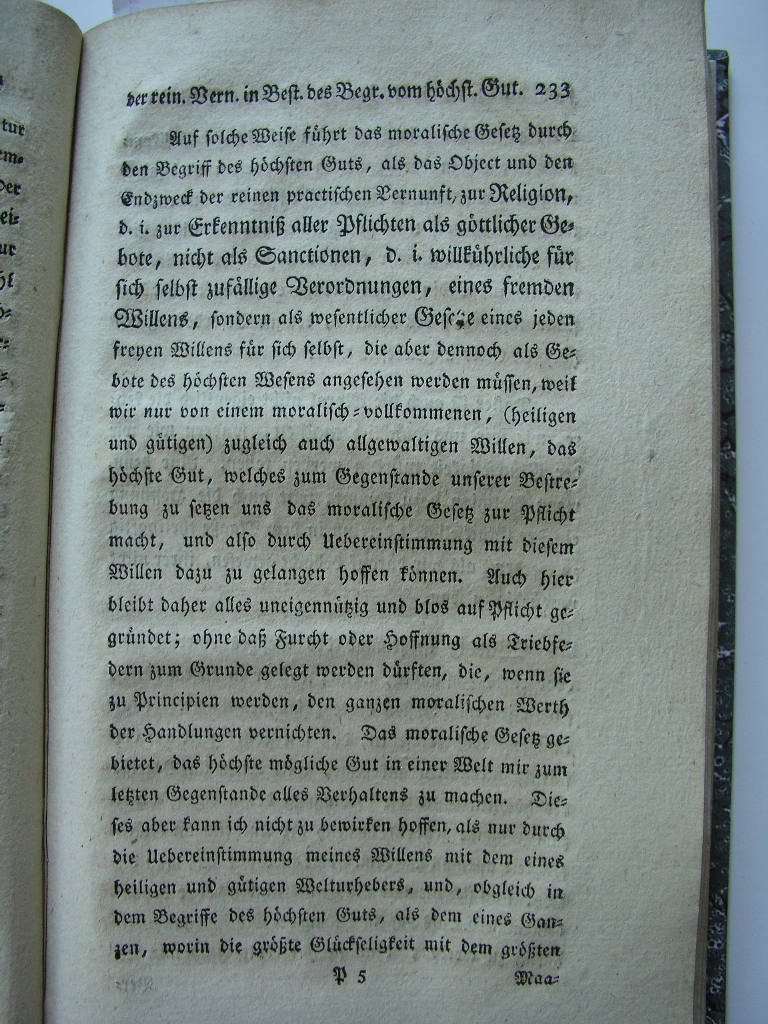 der rein. Vern. in Best. des Begr. vom höchst. Gut. 233
Auf solche Weise führt das moralische Gesetz durch
den Begriff des höchsten Guts, als das Object und den
Endzweck der reinen practischen Vernunft, zur Religion,
d. i. zur Erkenntniß aller Pflichten als göttlicher Ge-
bote, nicht als Sanctionen, d. i. willkührliche für
sich selbst zufällige Verordnungen, eines fremden
Willens, sondern als wesentlicher Gesetze eines jeden
freyen Willens für sich selbst, die aber dennoch als Ge-
bote des höchsten Wesens angesehen werden müssen, weil
wir nur von einem moralisch-vollkommenen, (heiligen
und gütigen) zugleich auch allgewaltigen Willen, das
höchste Gut, welches zum Gegenstande unserer Bestre-
bung zu setzen uns das moralische Gesetz zur Pflicht
macht, und also durch Uebereinstimmung mit diesem
Willen dazu zu gelangen hoffen können. Auch hier
bleibt daher alles uneigennützig und blos auf Pflicht ge-
gründet; ohne daß Furcht oder Hoffnung als Triebfe-
dern zum Grunde gelegt werden dürften, die, wenn sie
zu Principien werden, den ganzen moralischen Werth
der Handlungen vernichten. Das moralische Gesetz ge-
bietet, das höchste mögliche Gut in einer Welt mir zum
letzten Gegenstande alles Verhaltens zu machen. Die-
ses aber kann ich nicht zu bewirken hoffen, als nur durch
die Uebereinstimmung meines Willens mit dem eines
heiligen und gütigen Welturhebers, und, obgleich in
dem Begriffe des höchsten Guts, als dem eines Gan-
zen, worin die größte Glückseligkeit mit dem größten
P 5 Maa-